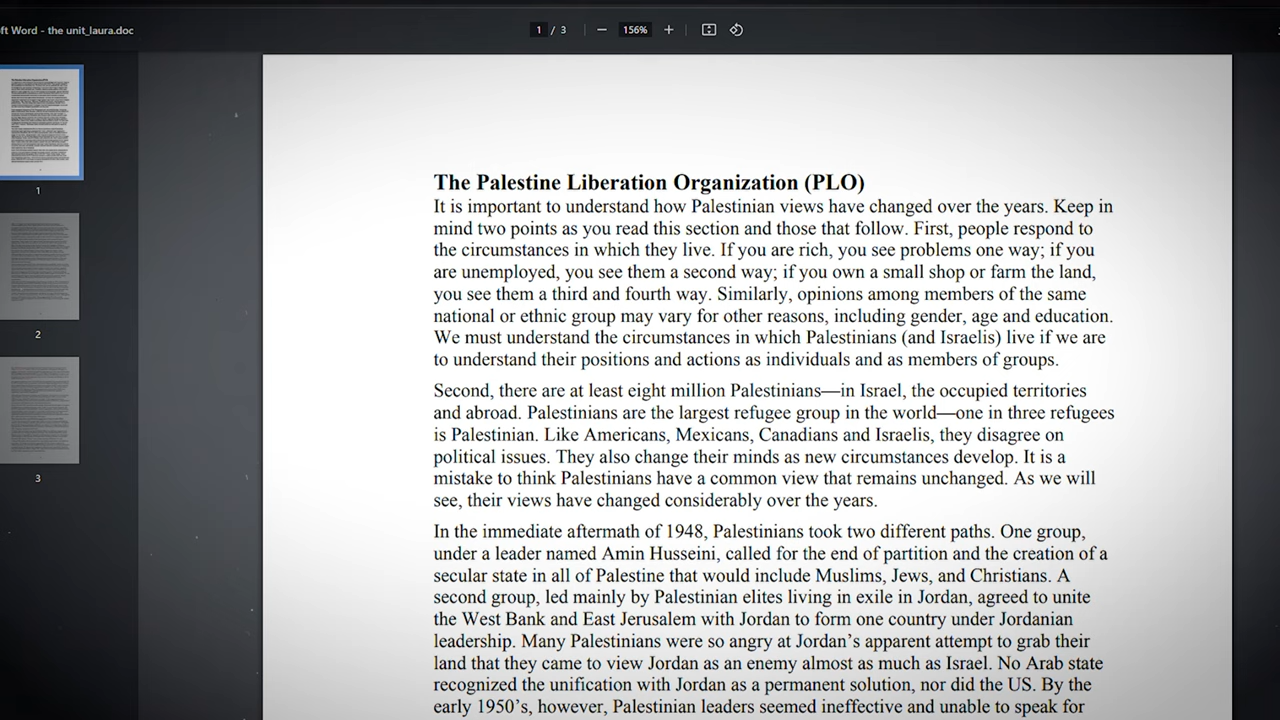 ft Word - the unit_laura.doc
1 / 3
156%
The Palestine Liberation Organization (PLO)
It is important to understand how Palestinian views have changed over the years. Keep in
mind two points as you read this section and those that follow. First, people respond to
the circumstances in which they live. If you are rich, you see problems one way; if you
are unemployed, you see them a second way; if you own a small shop or farm the land,
you see them a third and fourth way. Similarly, opinions among members of the same
national or ethnic group may vary for other reasons, including gender, age and education.
We must understand the circumstances in which Palestinians (and Israelis) live if we are
to understand their positions and actions as individuals and as members of groups.
Second, there are at least eight million Palestinians—in Israel, the occupied territories
and abroad. Palestinians are the largest refugee group in the world—one in three refugees
is Palestinian. Like Americans, Mexicans, Canadians and Israelis, they disagree on
political issues. They also change their minds as new circumstances develop. It is a
mistake to think Palestinians have a common view that remains unchanged. As we will
see, their views have changed considerably over the years.
In the immediate aftermath of 1948, Palestinians took two different paths. One group,
under a leader named Amin Husseini, called for the end of partition and the creation of a
secular state in all of Palestine that would include Muslims, Jews, and Christians. A
second group, led mainly by Palestinian elites living in exile in Jordan, agreed to unite
the West Bank and East Jerusalem with Jordan to form one country under Jordanian
leadership. Many Palestinians were so angry at Jordan's apparent attempt to grab their
land that they came to view Jordan as an enemy almost as much as Israel. No Arab state
recognized the unification with Jordan as a permanent solution, nor did the US. By the
early 1950's, however, Palestinian leaders seemed ineffective and unable to speak for
1
2
3